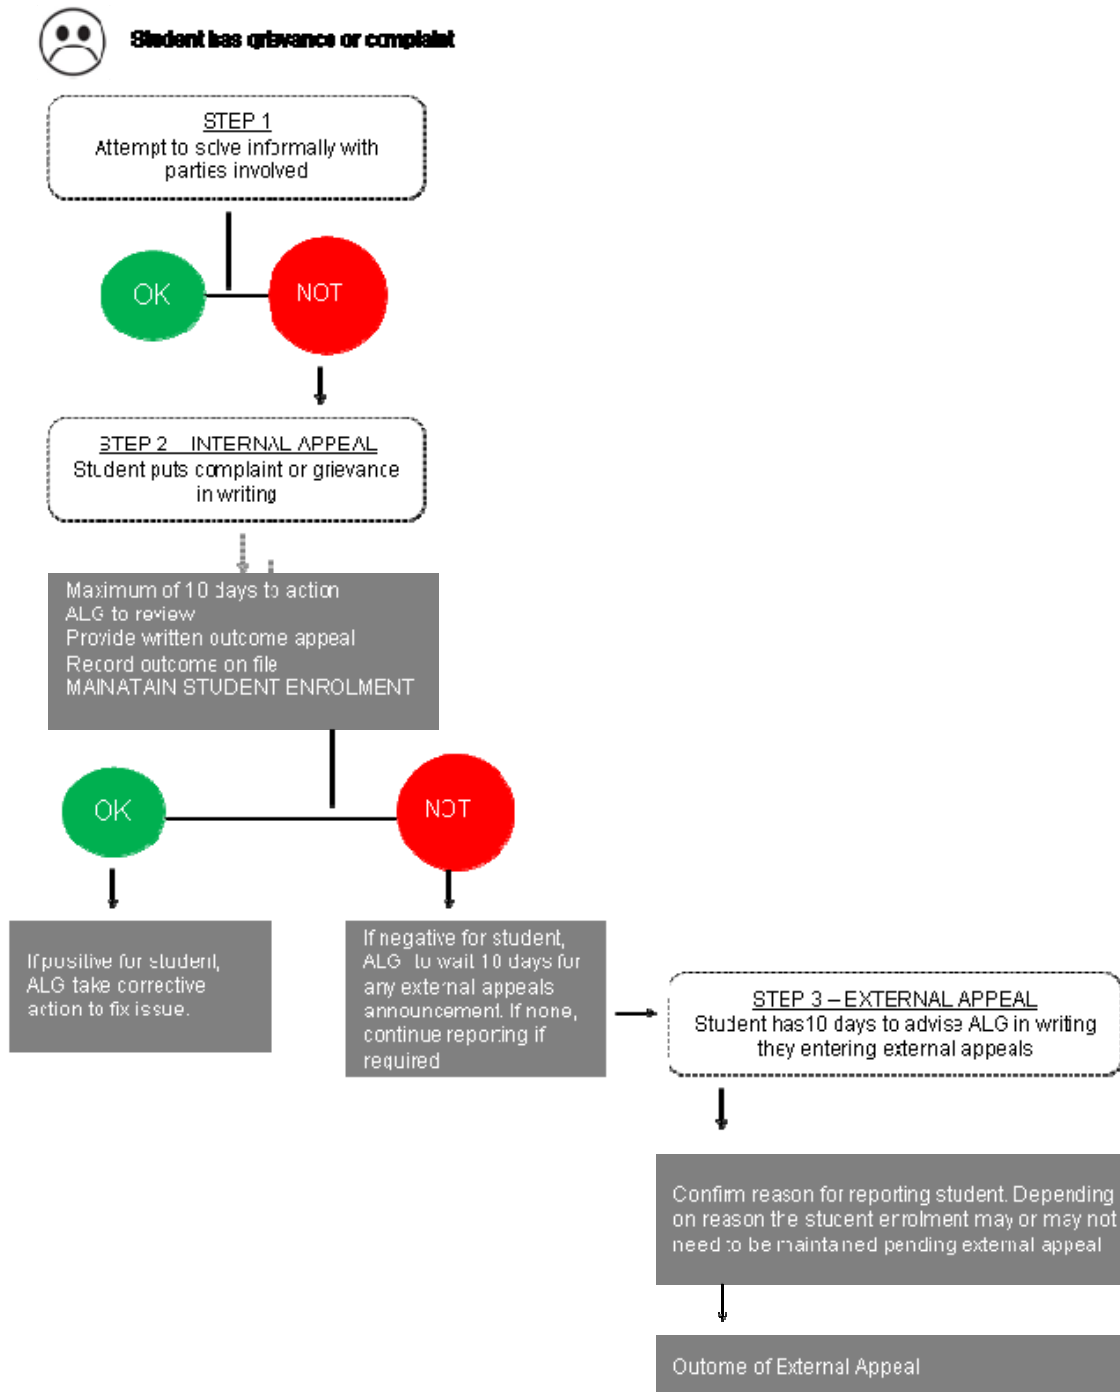 Student has grievance or complaint
STEP 1
Attempt to solve informally with
parties involved
OK
NOT
STEP 2 – INTERNAL APPEAL
Student puts complaint or grievance
in writing
Maximum of 10 days to action
ALG to review
Provide written outcome appeal
Record outcome on file
MAINATAIN STUDENT ENROLMENT
OK
NOT
If positive for student,
ALG take corrective
action to fix issue.
If negative for student,
ALG to wait 10 days for
any external appeals
announcement. If none,
continue reporting if
required
STEP 3 – EXTERNAL APPEAL
Student has10 days to advise ALG in writing
they entering external appeals
Confirm reason for reporting student. Depending
on reason the student enrolment may or may not
need to be maintained pending external appeal
Outome of External Appeal